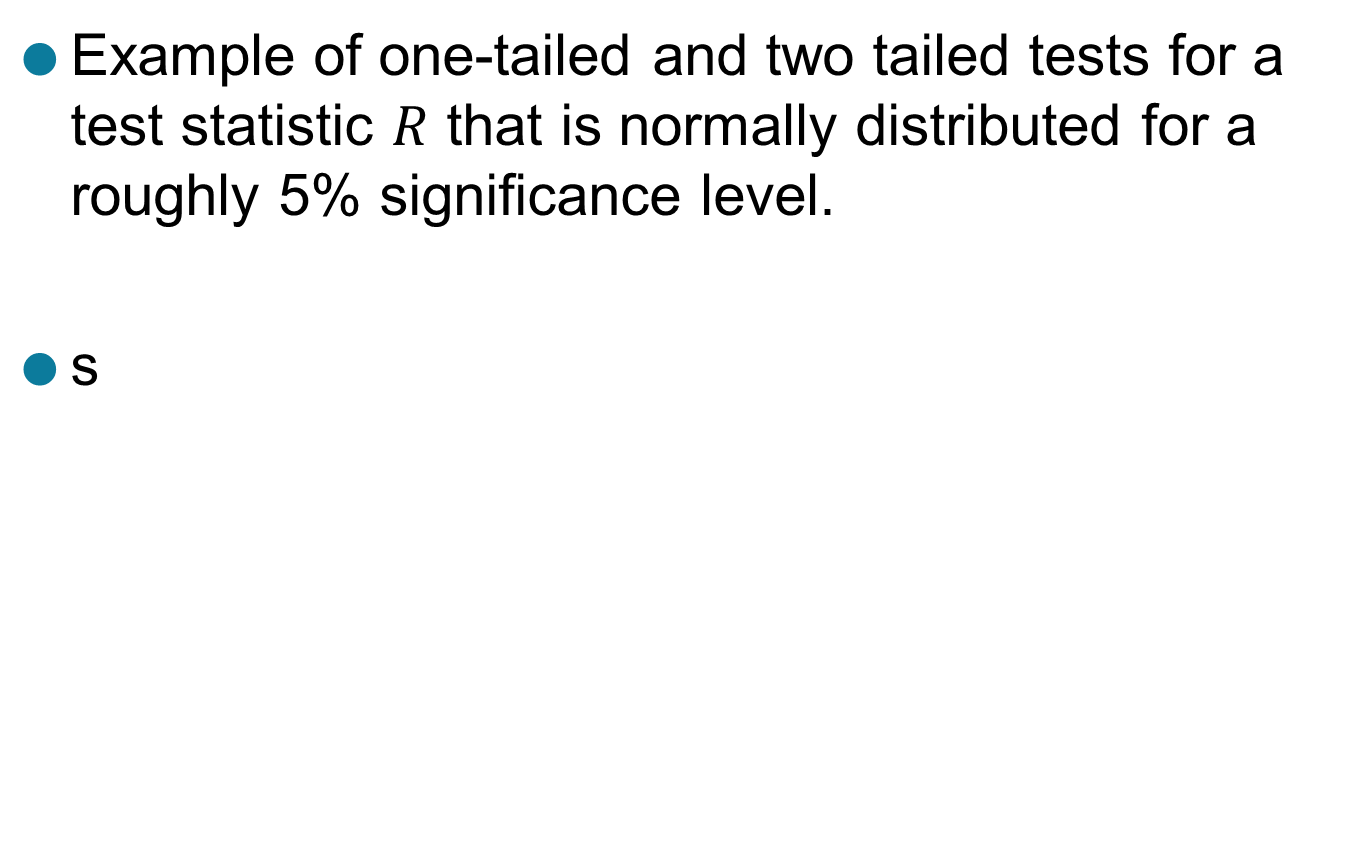 Example of one-tailed and two tailed tests for a
test statistic R that is normally distributed for a
roughly 5% significance level.
s